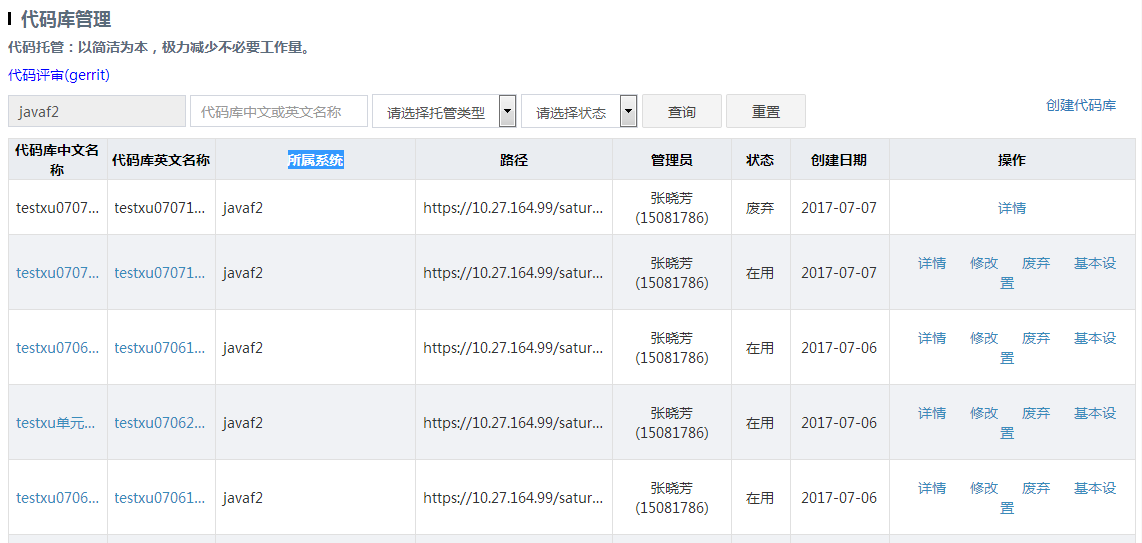 代码库管理
代码托管：以简洁为本，极力减少不必要工作量。
代码评审(gerrit)
javaf2 代码库中文或英文名称 请选择托管类型 请选择状态 查询 重置 创建代码库
代码库中文名称 代码库英文名称 所属系统 路径 管理员 状态 创建日期 操作
testxu0707... testxu07071... javaf2 https://10.27.164.99/satur... 张晓芳 (15081786) 废弃 2017-07-07 详情
testxu0707... testxu07071... javaf2 https://10.27.164.99/satur... 张晓芳 (15081786) 在用 2017-07-07 详情 修改 废弃 基本设置
testxu0706... testxu07061... javaf2 https://10.27.164.99/satur... 张晓芳 (15081786) 在用 2017-07-06 详情 修改 废弃 基本设置
testxu单元... testxu07062... javaf2 https://10.27.164.99/satur... 张晓芳 (15081786) 在用 2017-07-06 详情 修改 废弃 基本设置
testxu0706... testxu07061... javaf2 https://10.27.164.99/satur... 张晓芳 (15081786) 在用 2017-07-06 详情 修改 废弃 基本设置